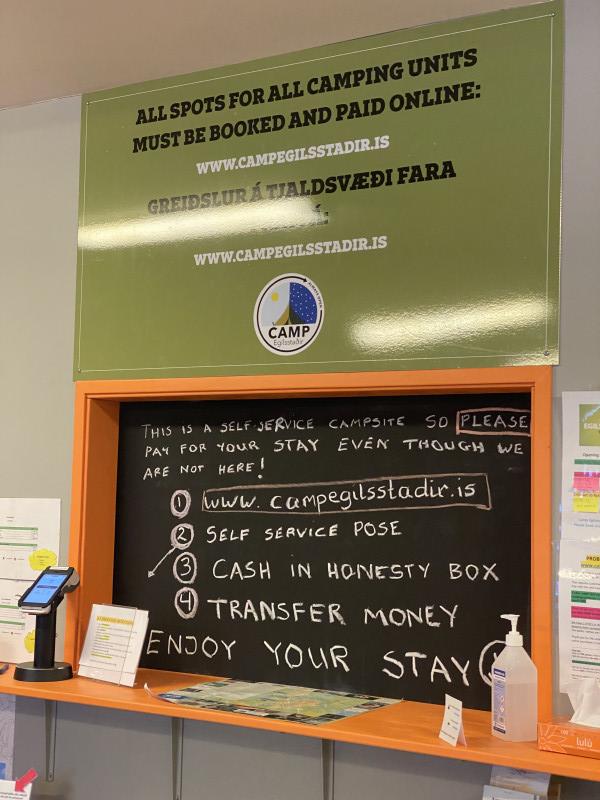 ALL SPOTS FOR ALL CAMPING UNITS
MUST BE BOOKED AND PAID ONLINE:
WWW.CAMPEGILSSTADIR.IS
GREIÐSLUR Á TJALDSVÆÐI FARA
WWW.CAMPEGILSSTADIR.IS
CAMP
Egilsstaðir
THIS IS A SELF-SERVICE CAMPSITE SO PLEASE
PAY FOR YOUR STAY EVEN THOUGH WE
ARE NOT HERE!
1 www.campegilsstadir.is
2 SELF SERVICE POSE
3 CASH IN HONESTY BOX
4 TRANSFER MONEY
ENJOY YOUR STAY
lulu